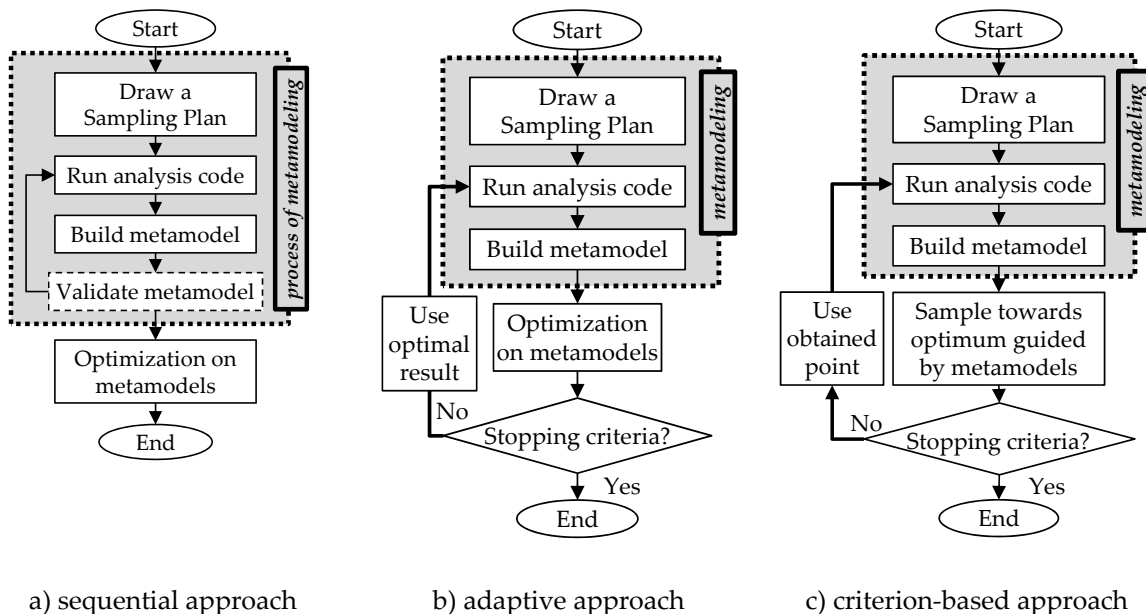 Start
Draw a
Sampling Plan
Run analysis code
Build metamodel
Validate metamodel
process of metamodeling
Optimization on
metamodels
End
a) sequential approach
Start
Draw a
Sampling Plan
Run analysis code
Build metamodel
metamodeling
Use
optimal
result
Optimization
on metamodels
No
Stopping criteria?
Yes
End
b) adaptive approach
Start
Draw a
Sampling Plan
Run analysis code
Build metamodel
metamodeling
Use
obtained
point
Sample towards
optimum guided
by metamodels
No
Stopping criteria?
Yes
End
c) criterion-based approach